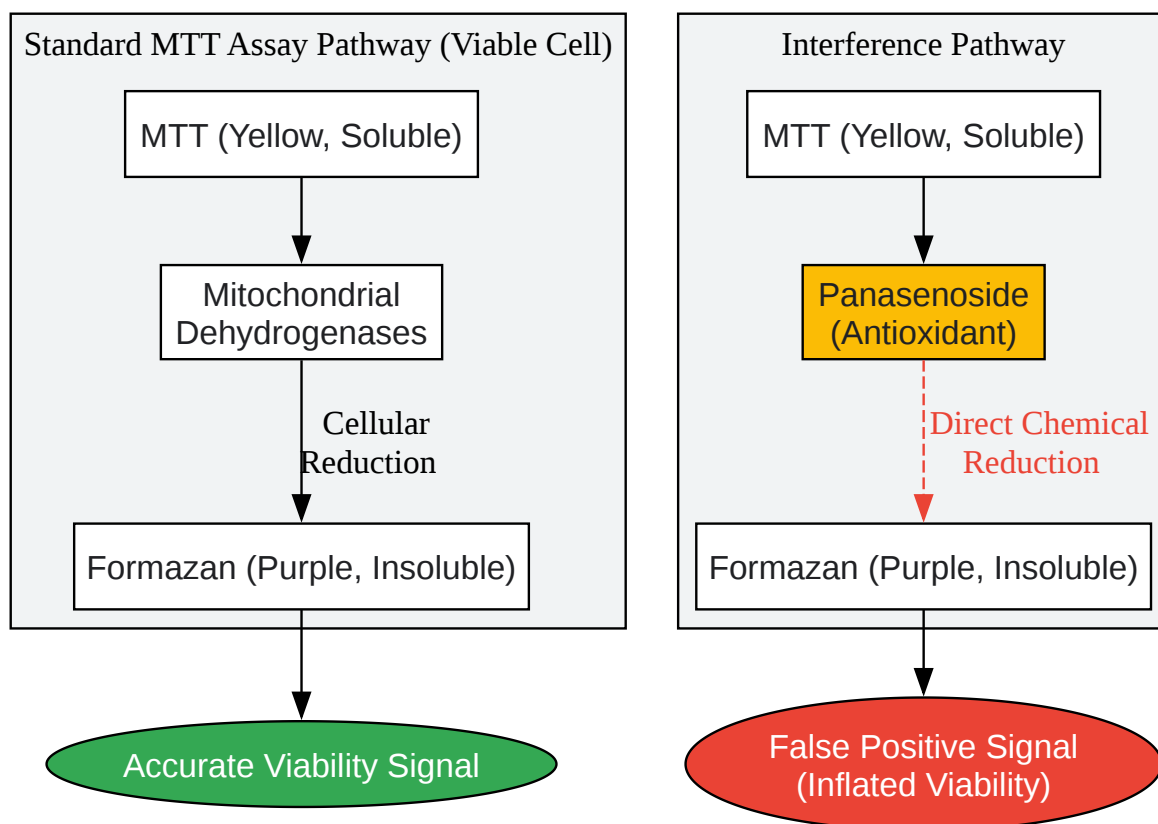 Standard MTT Assay Pathway (Viable Cell)
MTT (Yellow, Soluble)
Mitochondrial
Dehydrogenases
Cellular
Reduction
Formazan (Purple, Insoluble)
Accurate Viability Signal
Interference Pathway
MTT (Yellow, Soluble)
Panasenoside
(Antioxidant)
Direct Chemical
Reduction
Formazan (Purple, Insoluble)
False Positive Signal
(Inflated Viability)